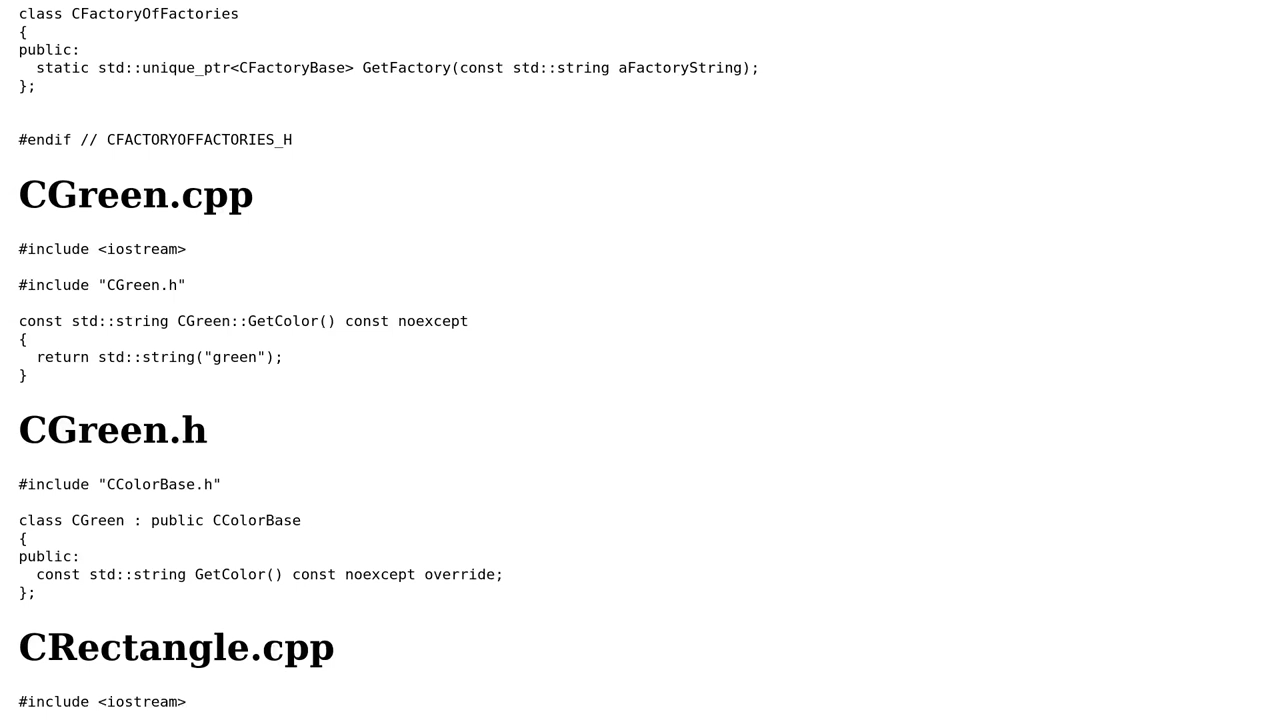 class CFactoryOfFactories
{
public:
  static std::unique_ptr<CFactoryBase> GetFactory(const std::string aFactoryString);
};
#endif // CFACTORYOFFACTORIES_H
CGreen.cpp
#include <iostream>
#include "CGreen.h"
const std::string CGreen::GetColor() const noexcept
{
  return std::string("green");
}
CGreen.h
#include "CColorBase.h"
class CGreen : public CColorBase
{
public:
  const std::string GetColor() const noexcept override;
};
CRectangle.cpp
#include <iostream>